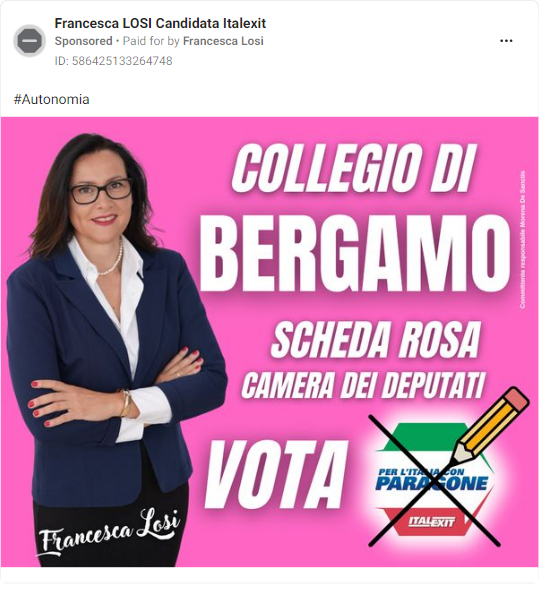 Francesca LOSI Candidata Italexit
Sponsored • Paid for by Francesca Losi
ID: 586425133264748
#Autonomia
COLLEGIO DI
BERGAMO
SCHEDA ROSA
CAMERA DEI DEPUTATI
VOTA
PER L'ITALIA CON
PARAGONE
ITALEXIT
Francesca Losi
Committente responsabile Morena De Sanctis